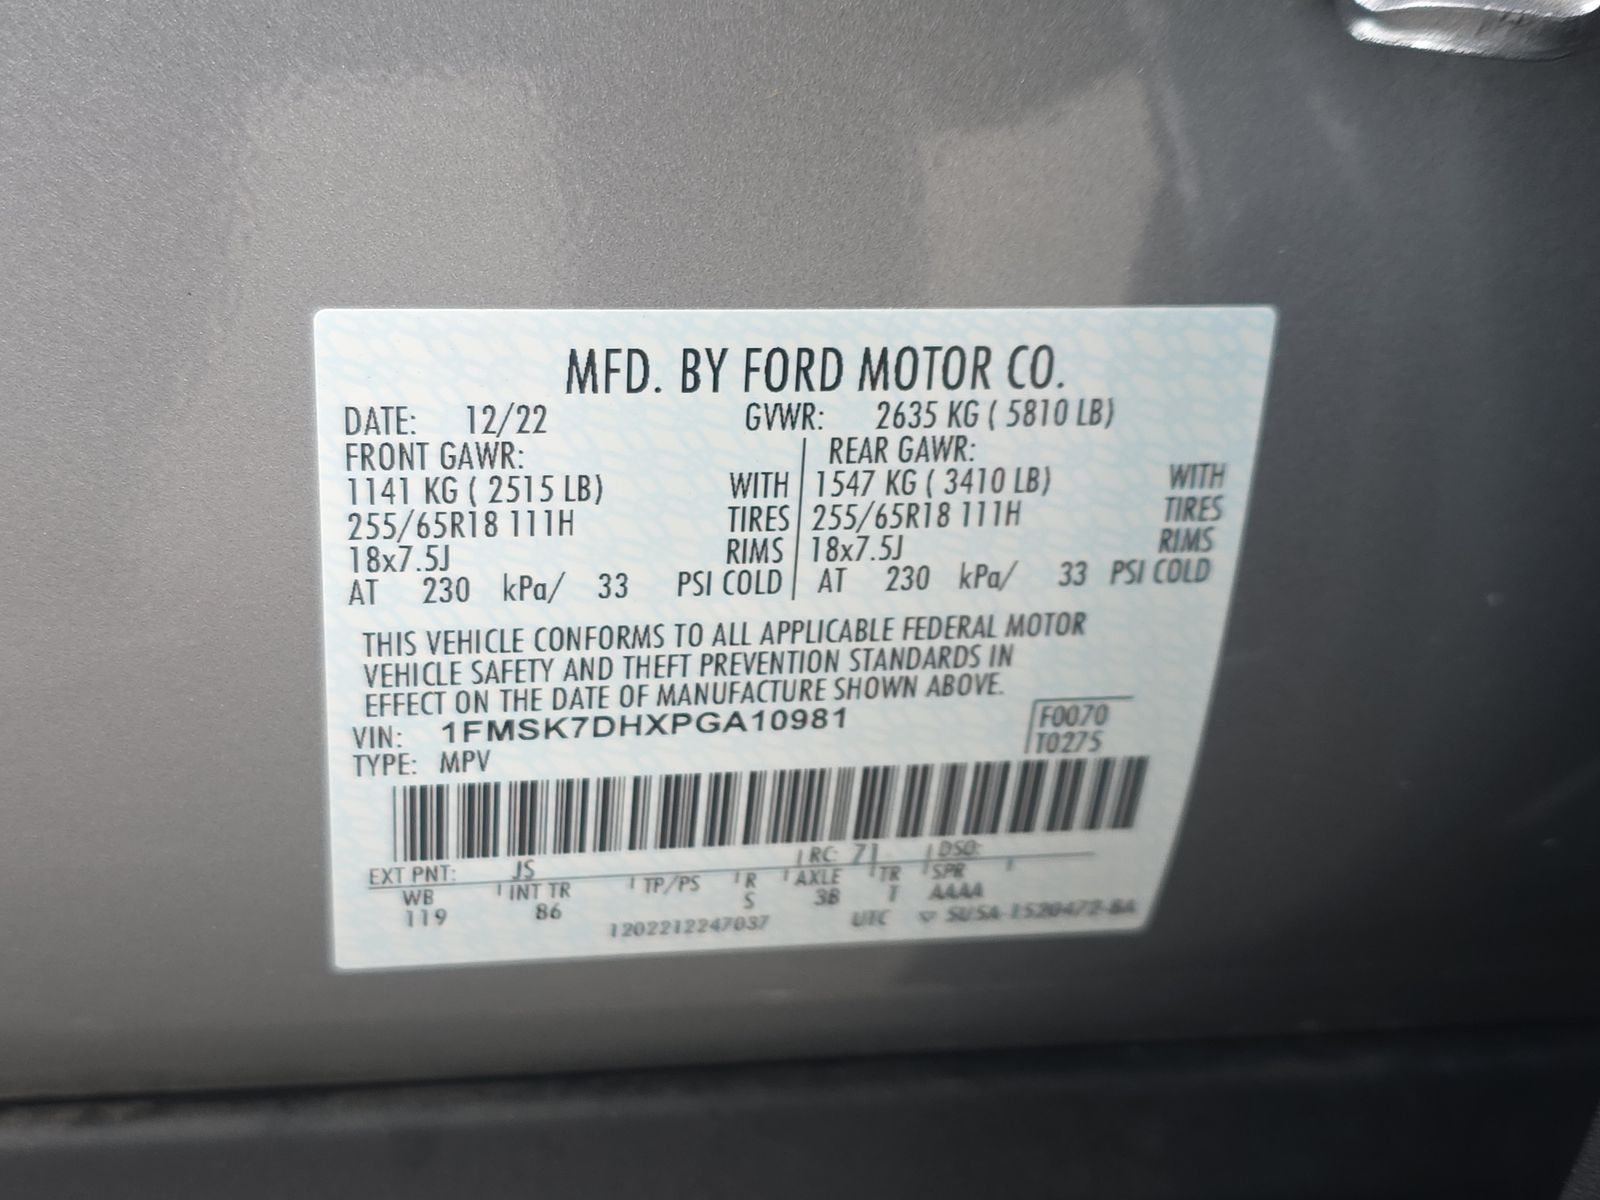 MFD. BY FORD MOTOR CO.
DATE: 12/22 GVWR: 2635 KG ( 5810 LB)
FRONT GAWR: REAR GAWR:
1141 KG ( 2515 LB) WITH 1547 KG ( 3410 LB) WITH
255/65R18 111H TIRES 255/65R18 111H TIRES
18x7.5J RIMS 18x7.5J RIMS
AT 230 kPa/ 33 PSI COLD AT 230 kPa/ 33 PSI COLD
THIS VEHICLE CONFORMS TO ALL APPLICABLE FEDERAL MOTOR
VEHICLE SAFETY AND THEFT PREVENTION STANDARDS IN
EFFECT ON THE DATE OF MANUFACTURE SHOWN ABOVE.
VIN: 1FMSK7DHXPGA10981 F0070
TYPE: MPV T0275
EXT PNT: JS RC: 71 DSO:
WB INT TR TP/PS R AXLE TR SPR
119 86 S 3B T AAAA
1202212247037 UTC SU5A-1520472-BA